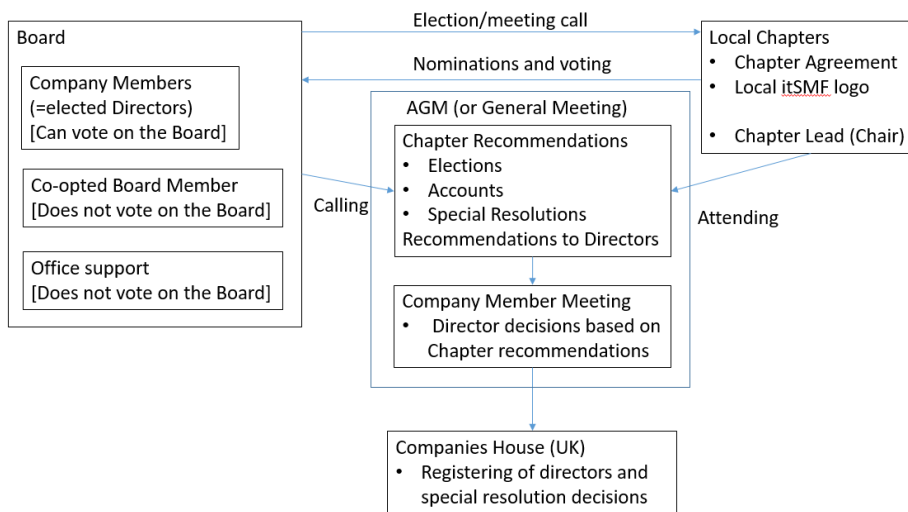 Election/meeting call
Board
Company Members
(=elected Directors)
[Can vote on the Board]
Co-opted Board Member
[Does not vote on the Board]
Office support
[Does not vote on the Board]
Nominations and voting
Local Chapters
• Chapter Agreement
• Local itSMF logo
• Chapter Lead (Chair)
AGM (or General Meeting)
Chapter Recommendations
• Elections
• Accounts
• Special Resolutions
Recommendations to Directors
Calling
Attending
Company Member Meeting
• Director decisions based on
Chapter recommendations
Companies House (UK)
• Registering of directors and
special resolution decisions